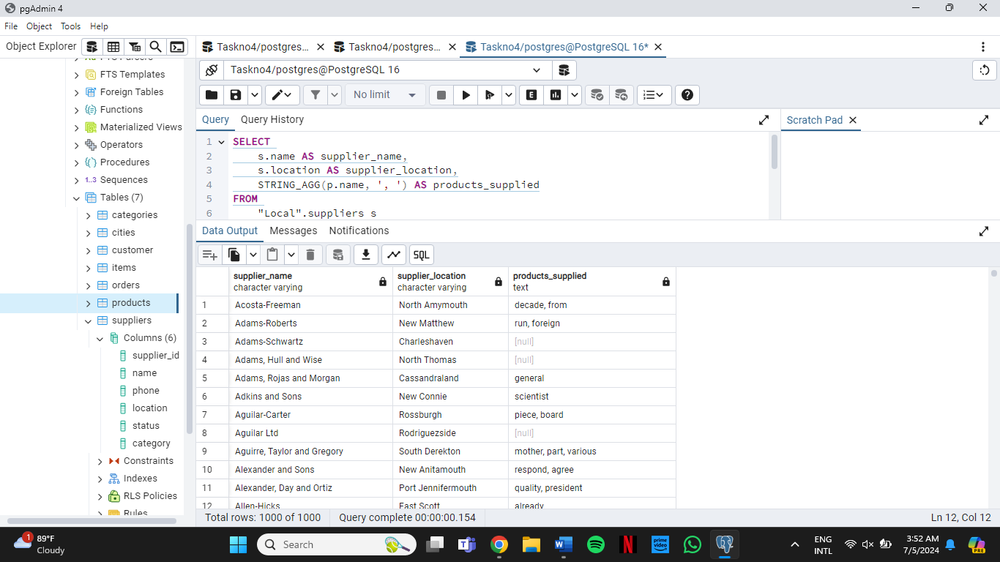 pgAdmin 4
File Object Tools Help
Object Explorer
Taskno4/postgres...
Taskno4/postgres...
Taskno4/postgres@PostgreSQL 16*
FTS Templates
Foreign Tables
Functions
Materialized Views
Operators
Procedures
1..3 Sequences
Tables (7)
categories
cities
customer
items
orders
products
suppliers
Columns (6)
supplier_id
name
phone
location
status
category
Constraints
Indexes
RLS Policies
Rules
Taskno4/postgres@PostgreSQL 16
No limit
E
Query Query History
Scratch Pad
1 SELECT
2 s.name AS supplier_name,
3 s.location AS supplier_location,
4 STRING_AGG(p.name, ', ') AS products_supplied
5 FROM
6 "Local".suppliers s
Data Output Messages Notifications
SQL
supplier_name supplier_location products_supplied
character varying character varying text
1 Acosta-Freeman North Amymouth decade, from
2 Adams-Roberts New Matthew run, foreign
3 Adams-Schwartz Charleshaven [null]
4 Adams, Hull and Wise North Thomas [null]
5 Adams, Rojas and Morgan Cassandraland general
6 Adkins and Sons New Connie scientist
7 Aguilar-Carter Rossburgh piece, board
8 Aguilar Ltd Rodriguezside [null]
9 Aguirre, Taylor and Gregory South Derekton mother, part, various
10 Alexander and Sons New Anitamouth respond, agree
11 Alexander, Day and Ortiz Port Jennifermouth quality, president
12 Allen-Hicks East Scott already
Total rows: 1000 of 1000 Query complete 00:00:00.154 Ln 12, Col 12
1
89°F
Cloudy
Search
N
prime
video
ENG
INTL
3:52 AM
7/5/2024
PRE